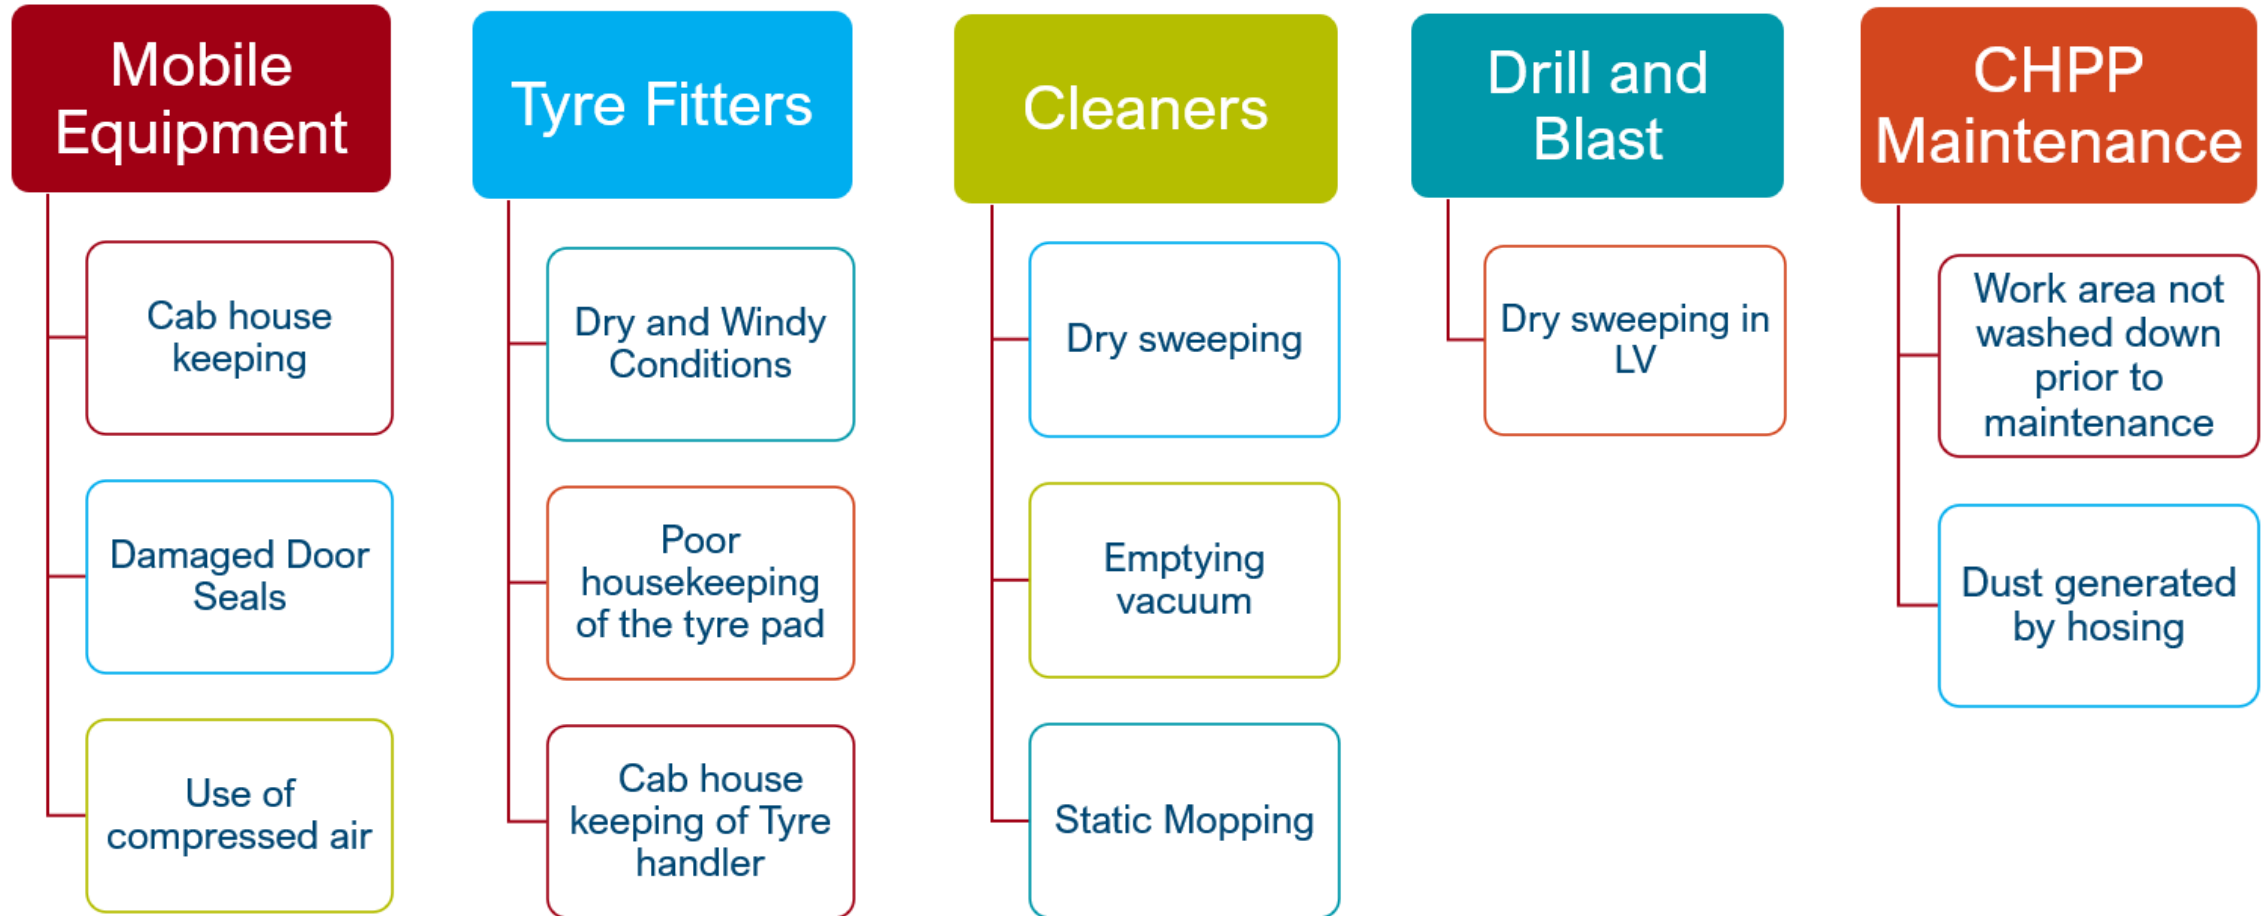 Mobile
Equipment
Cab house
keeping
Damaged Door
Seals
Use of
compressed air
Tyre Fitters
Dry and Windy
Conditions
Poor
housekeeping
of the tyre pad
Cab house
keeping of Tyre
handler
Cleaners
Dry sweeping
Emptying
vacuum
Static Mopping
Drill and
Blast
Dry sweeping in
LV
CHPP
Maintenance
Work area not
washed down
prior to
maintenance
Dust generated
by hosing